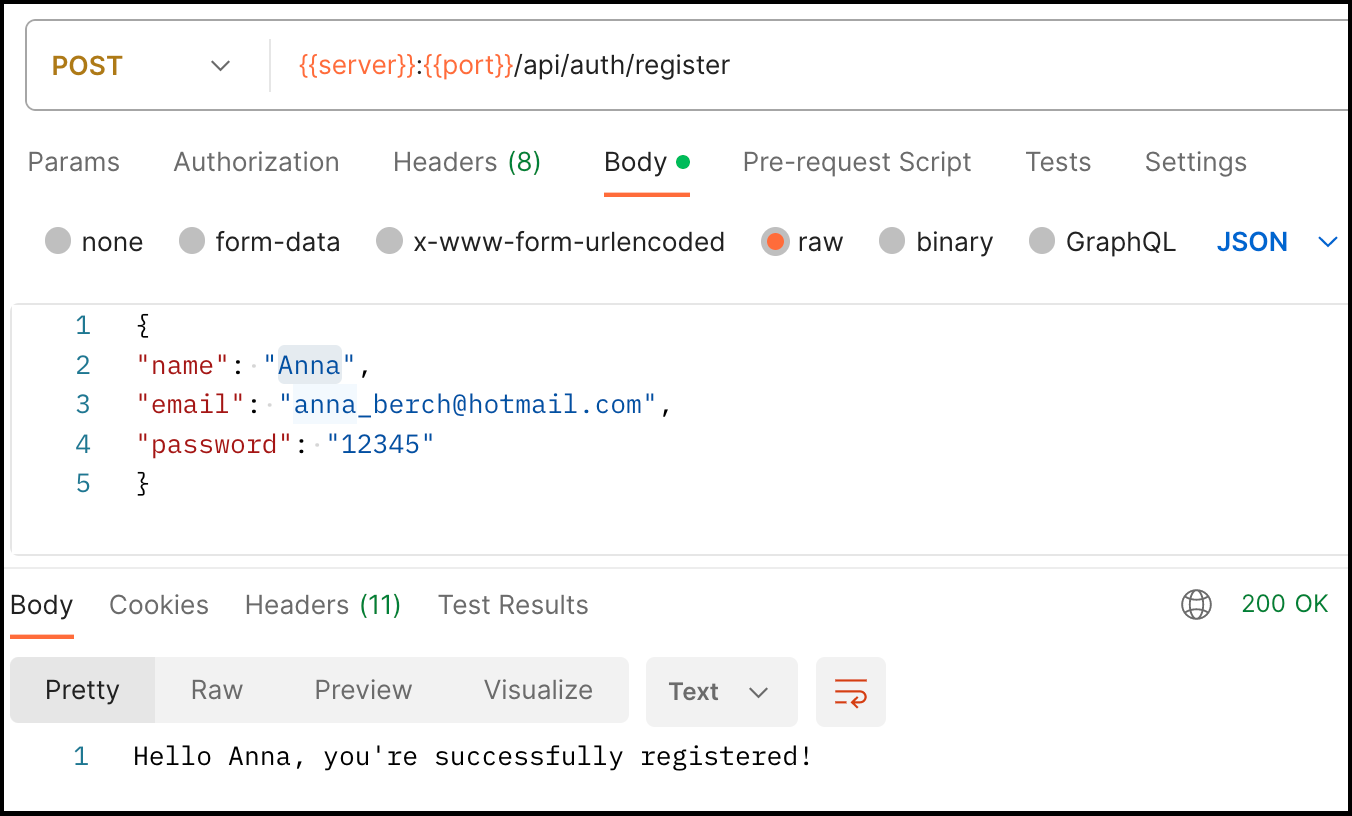 POST {{server}}:{{port}}/api/auth/register
Params Authorization Headers (8) Body Pre-request Script Tests Settings
none form-data x-www-form-urlencoded raw binary GraphQL JSON
1 {
2 "name": "Anna",
3 "email": "anna_berch@hotmail.com",
4 "password": "12345"
5 }
Body Cookies Headers (11) Test Results 200 OK
Pretty Raw Preview Visualize Text
1 Hello Anna, you're successfully registered!